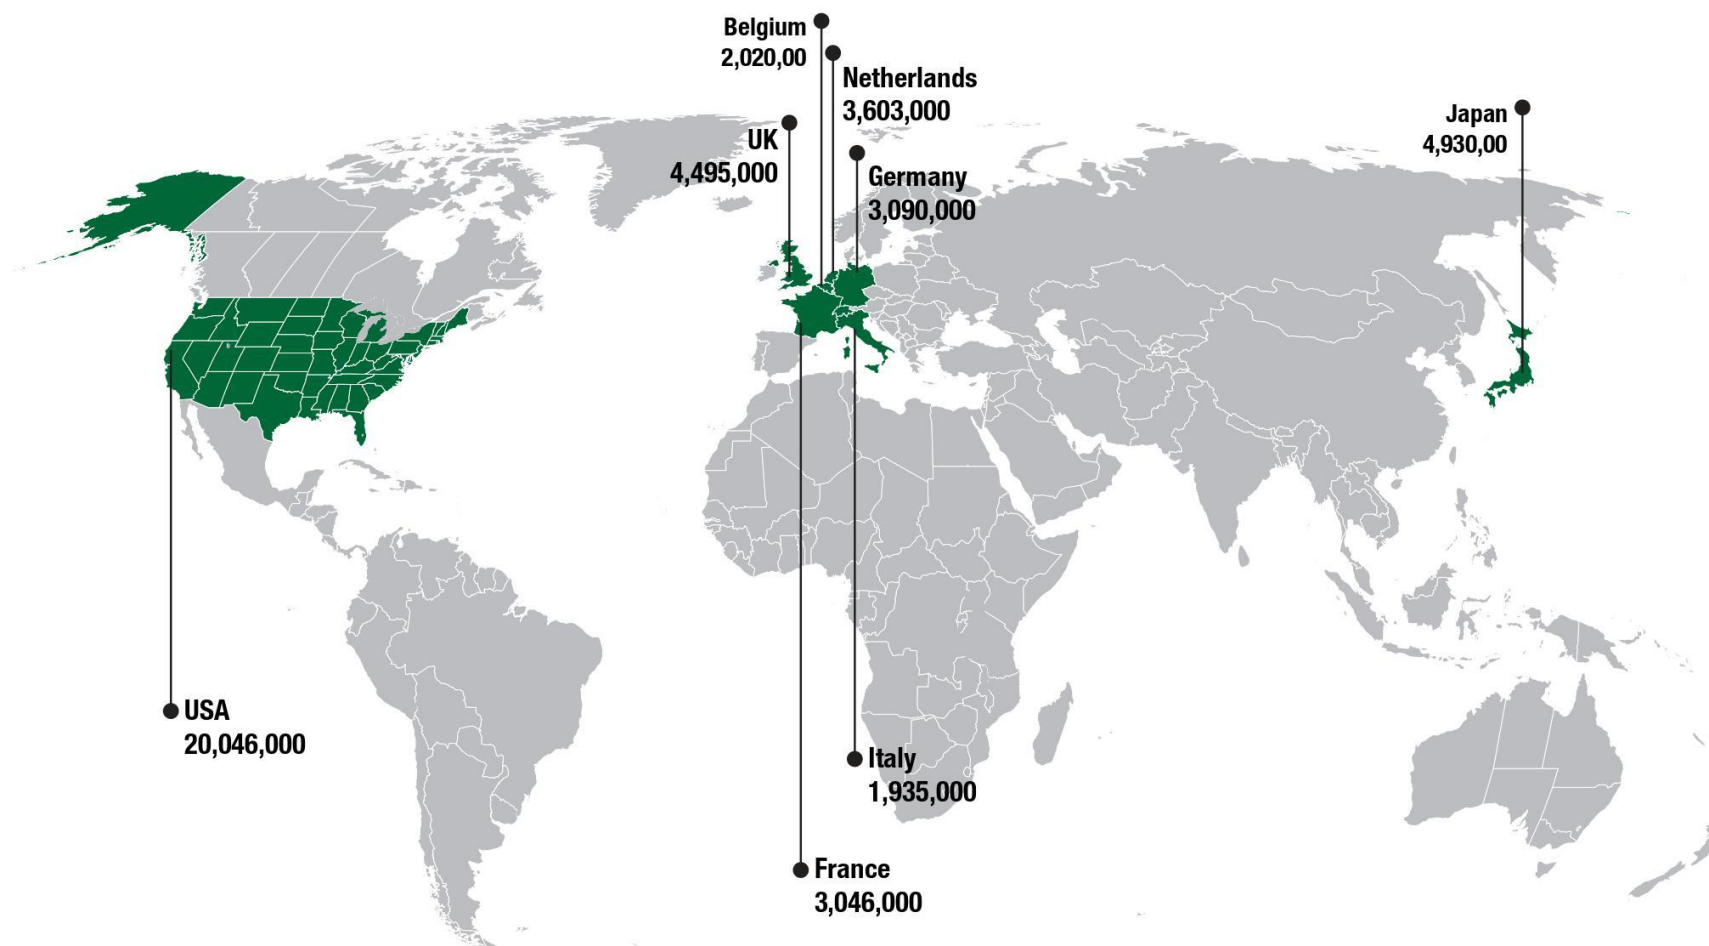 Belgium
2,020,00
Netherlands
3,603,000
UK
4,495,000
Germany
3,090,000
Japan
4,930,00
USA
20,046,000
Italy
1,935,000
France
3,046,000